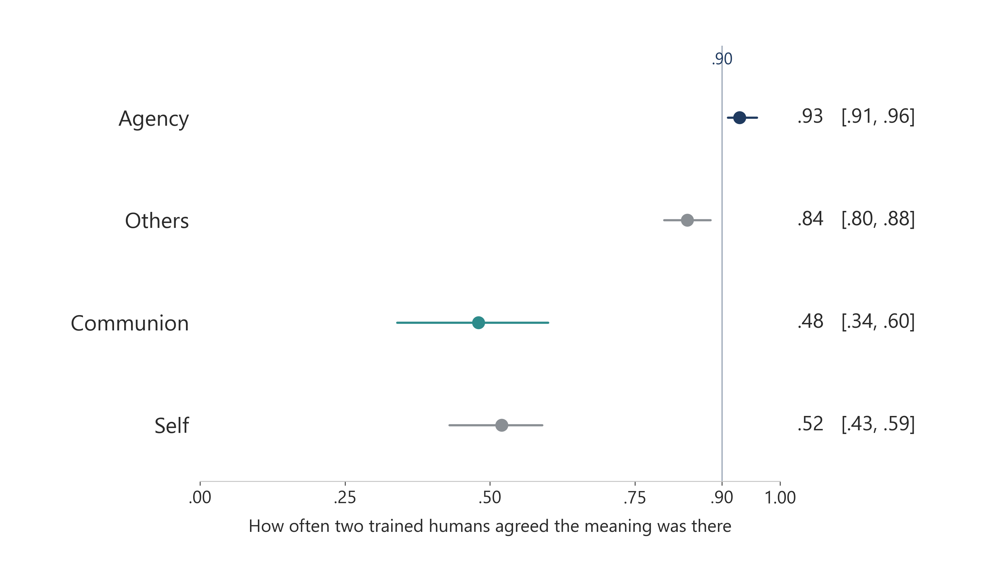 .90
Agency .93 [.91, .96]
Others .84 [.80, .88]
Communion .48 [.34, .60]
Self .52 [.43, .59]
.00 .25 .50 .75 .90 1.00
How often two trained humans agreed the meaning was there